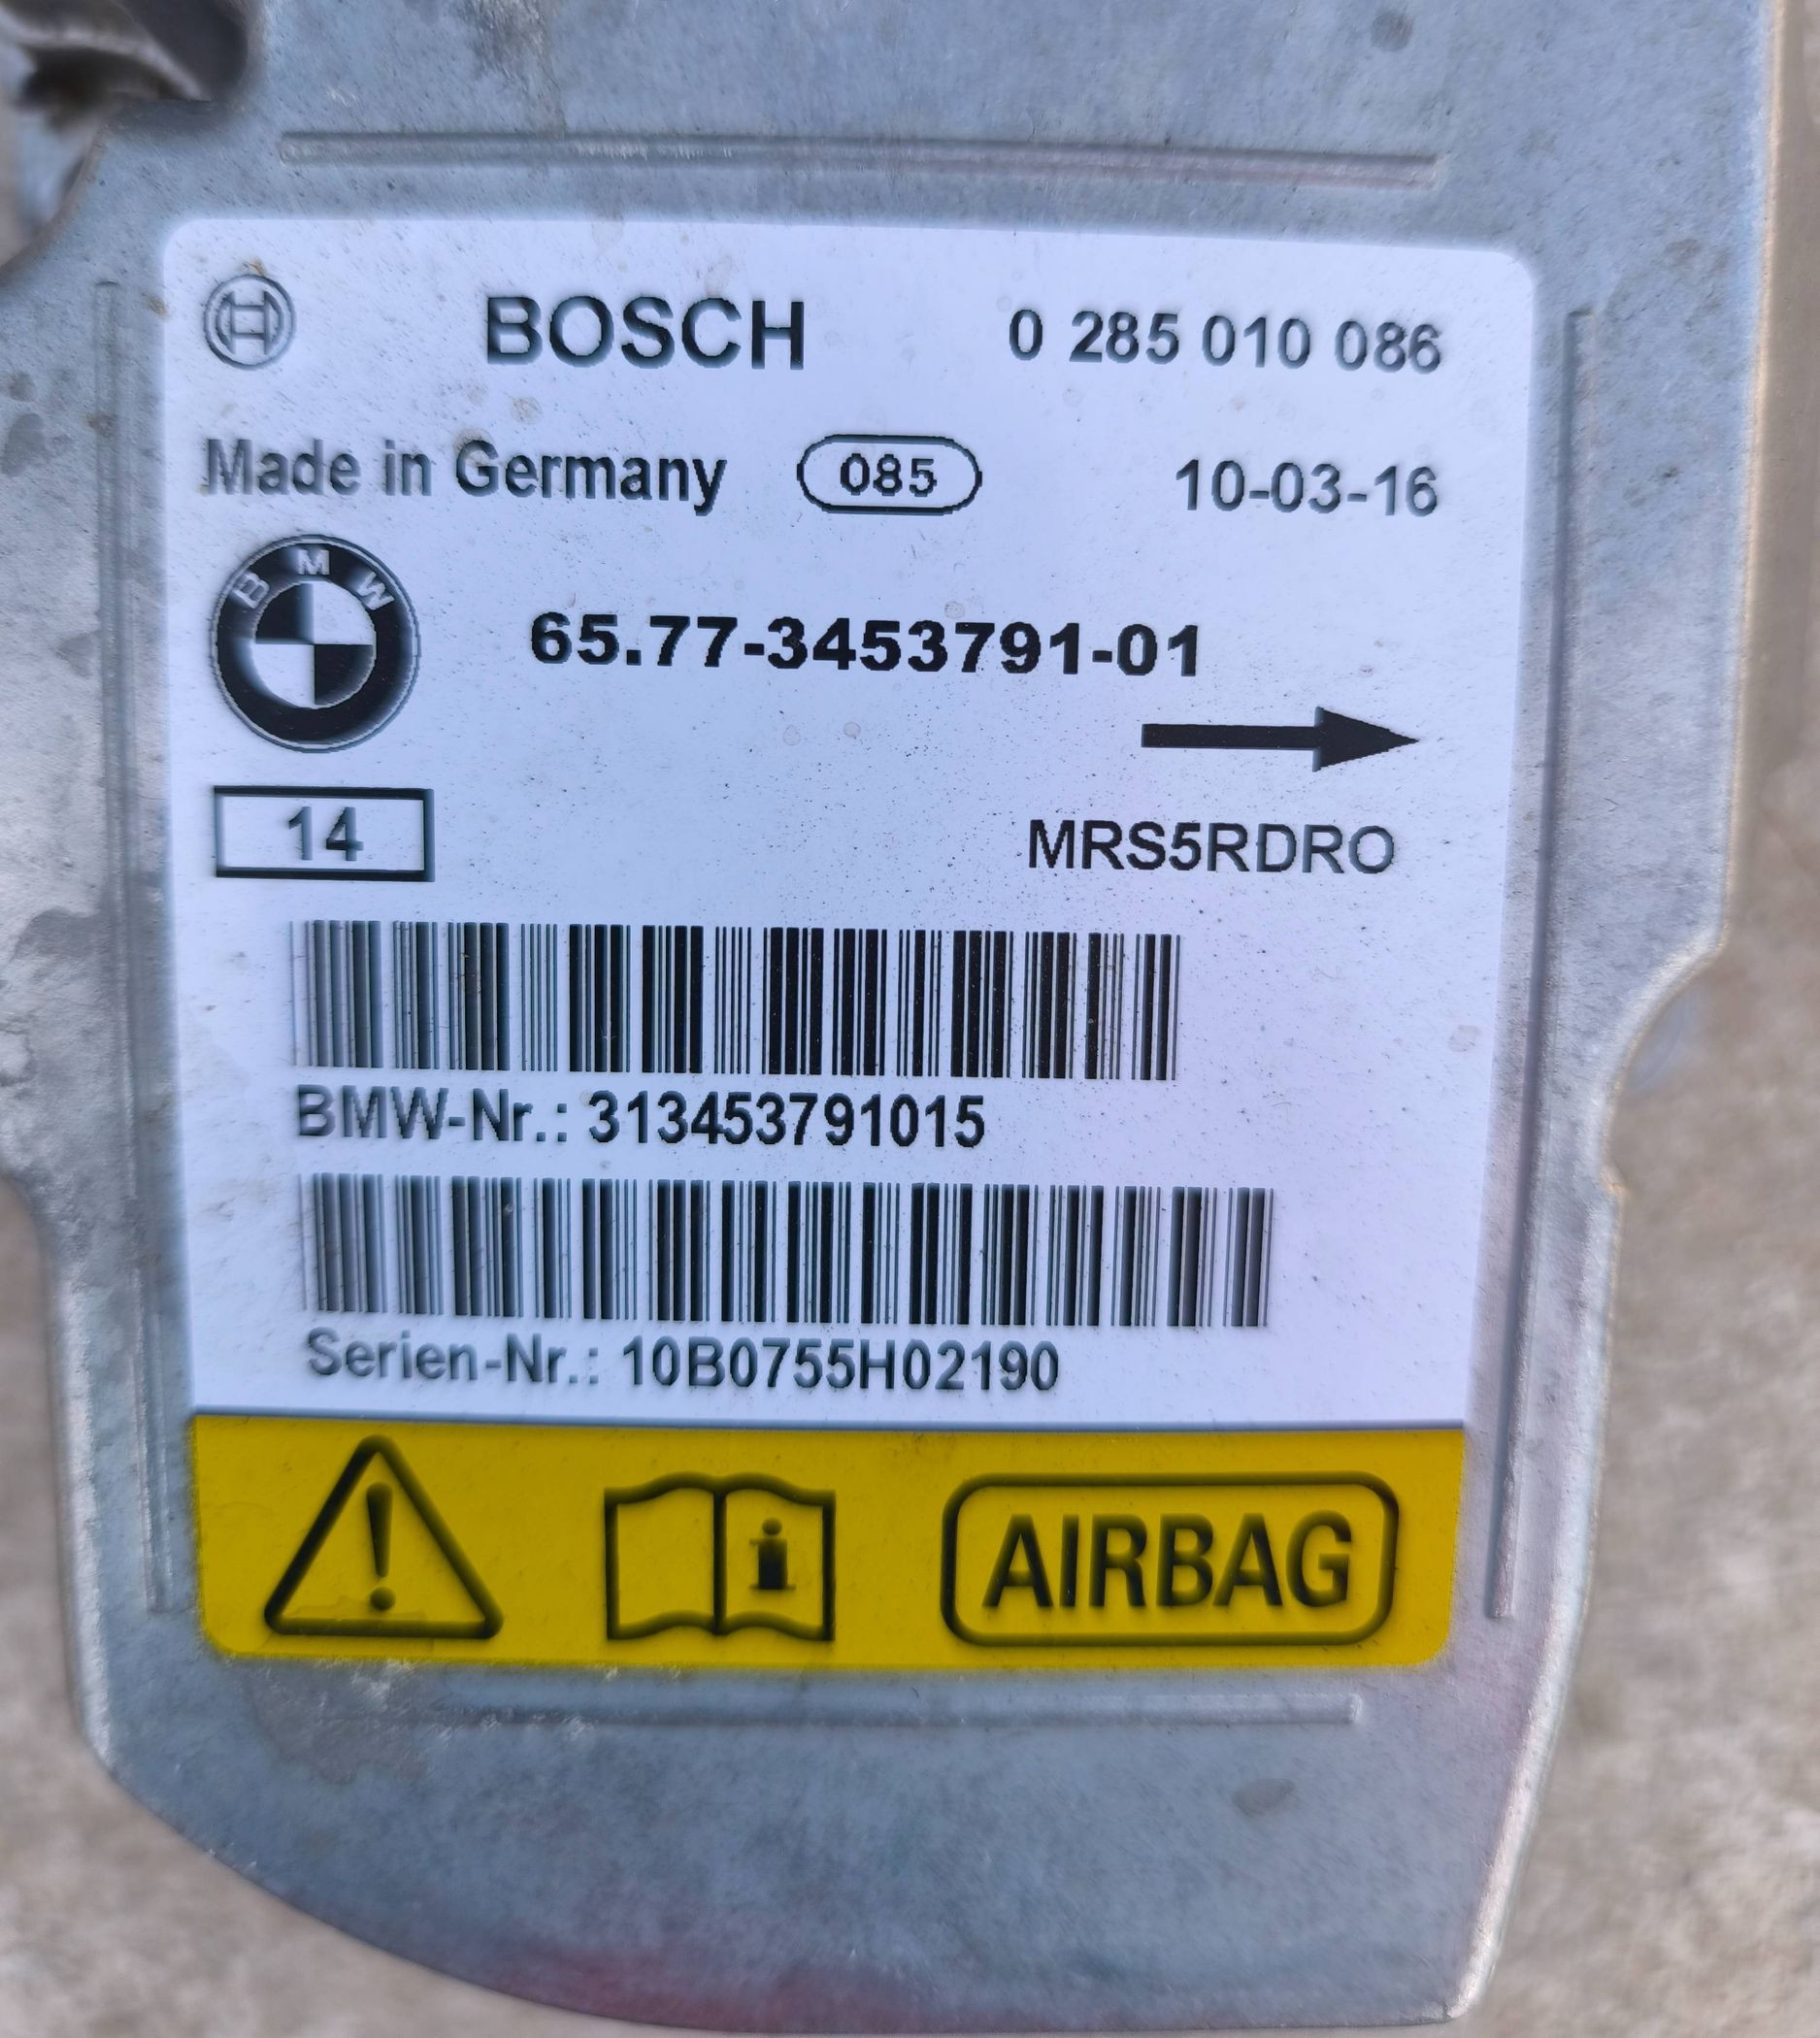 BOSCH 0 285 010 086
Made in Germany 085 10-03-16
BMW
65.77-3453791-01
14 MRS5RDRO
BMW-Nr.: 313453791015
Serien-Nr.: 10B0755H02190
! i AIRBAG